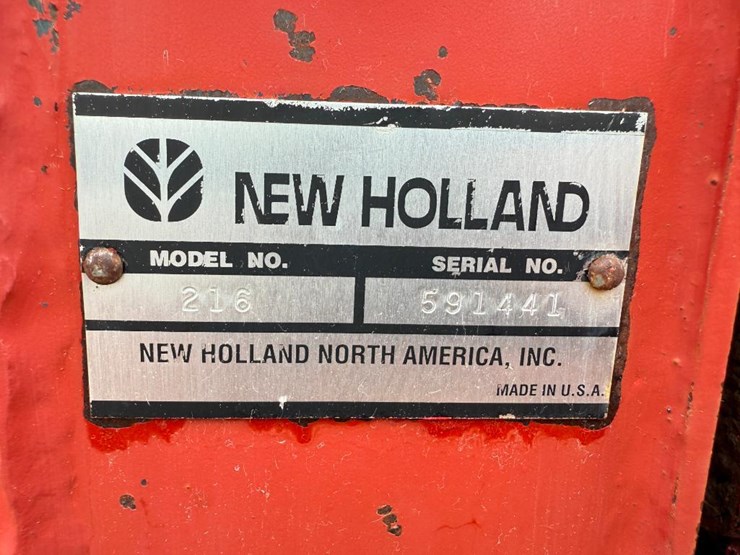 NEW HOLLAND
MODEL NO. SERIAL NO.
216 591441
NEW HOLLAND NORTH AMERICA, INC.
MADE IN U.S.A.